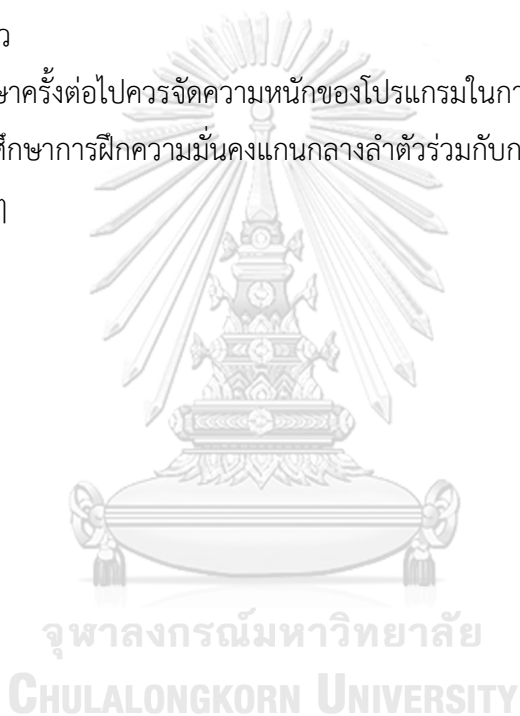 ว
ษาครั้งต่อไปควรจัดความหนักของโปรแกรมในกา
ศึกษาการฝึกความมั่นคงแกนกลางลำตัวร่วมกับก
ๆ
จุฬาลงกรณ์มหาวิทยาลัย
CHULALONGKORN UNIVERSITY